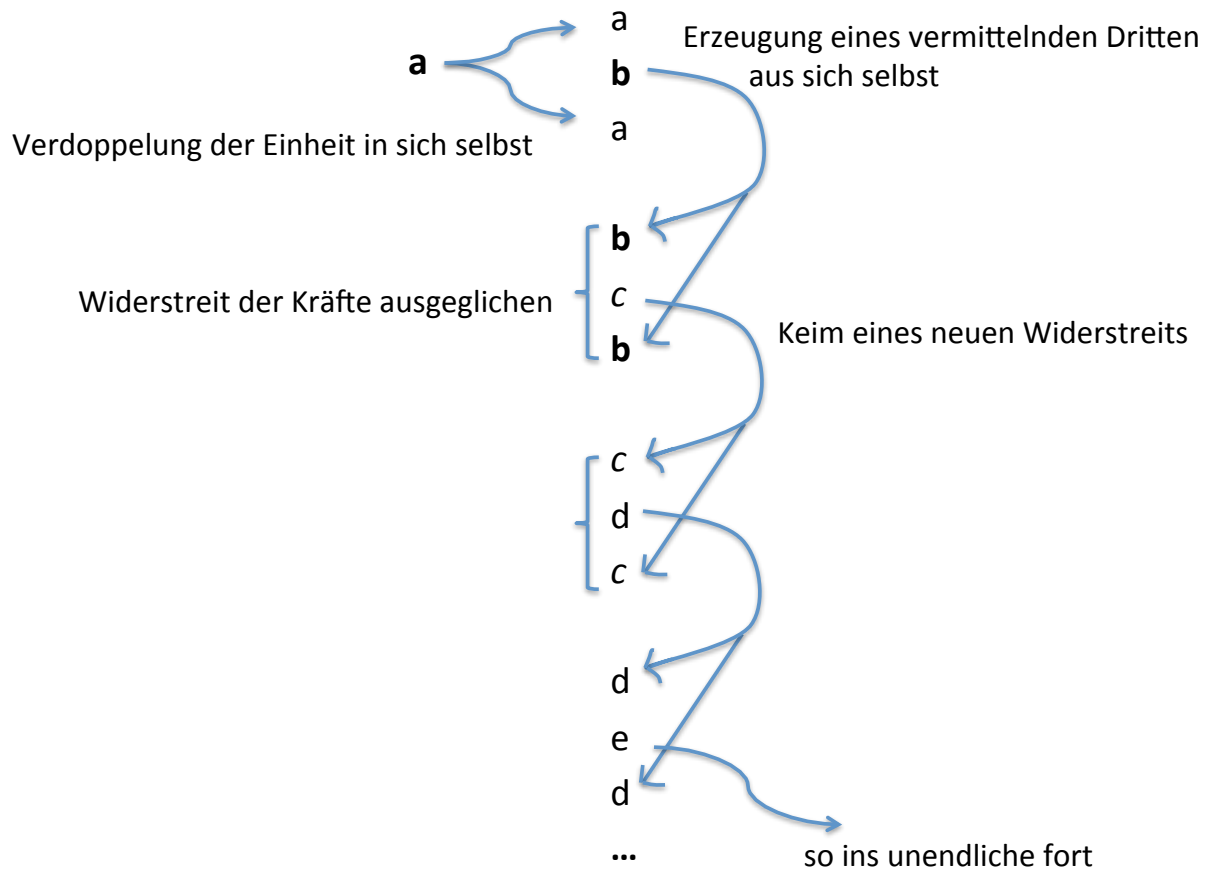 a
Erzeugung eines vermittelnden Dritten
a
b
aus sich selbst
a
Verdoppelung der Einheit in sich selbst
b
Widerstreit der Kräfte ausgeglichen
c
b
Keim eines neuen Widerstreits
c
d
c
d
e
d
...
so ins unendliche fort